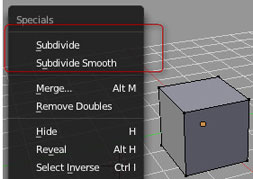 Specials
Subdivide
Subdivide Smooth
Merge... Alt M
Remove Doubles
Hide H
Reveal Alt H
Select Inverse Ctrl I